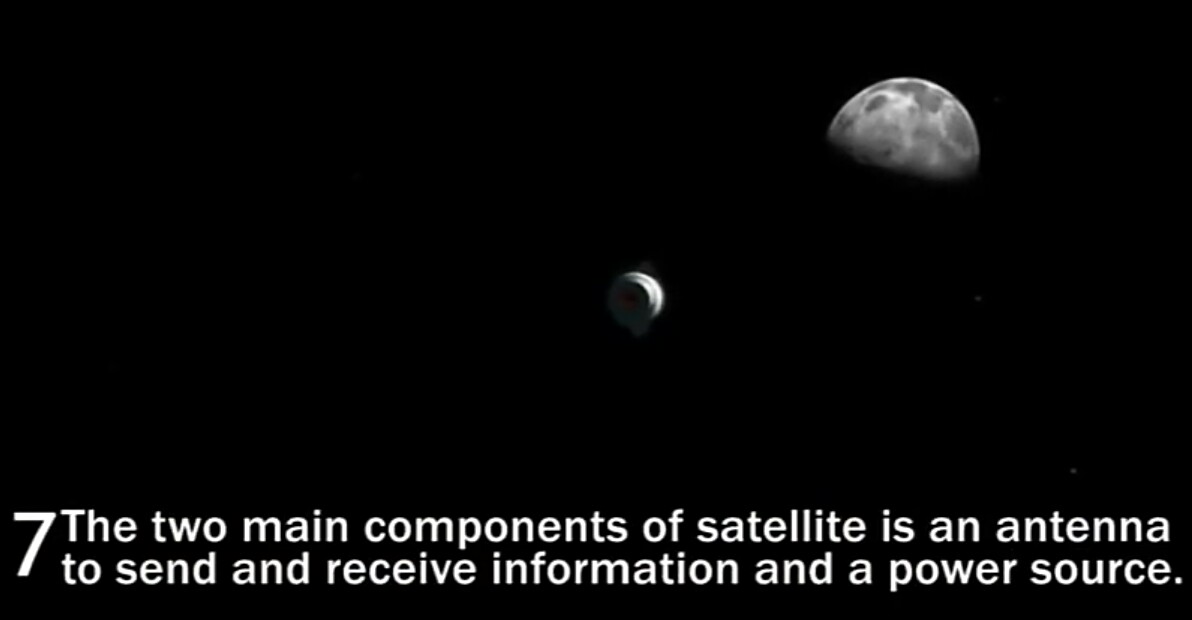 7 The two main components of satellite is an antenna
to send and receive information and a power source.